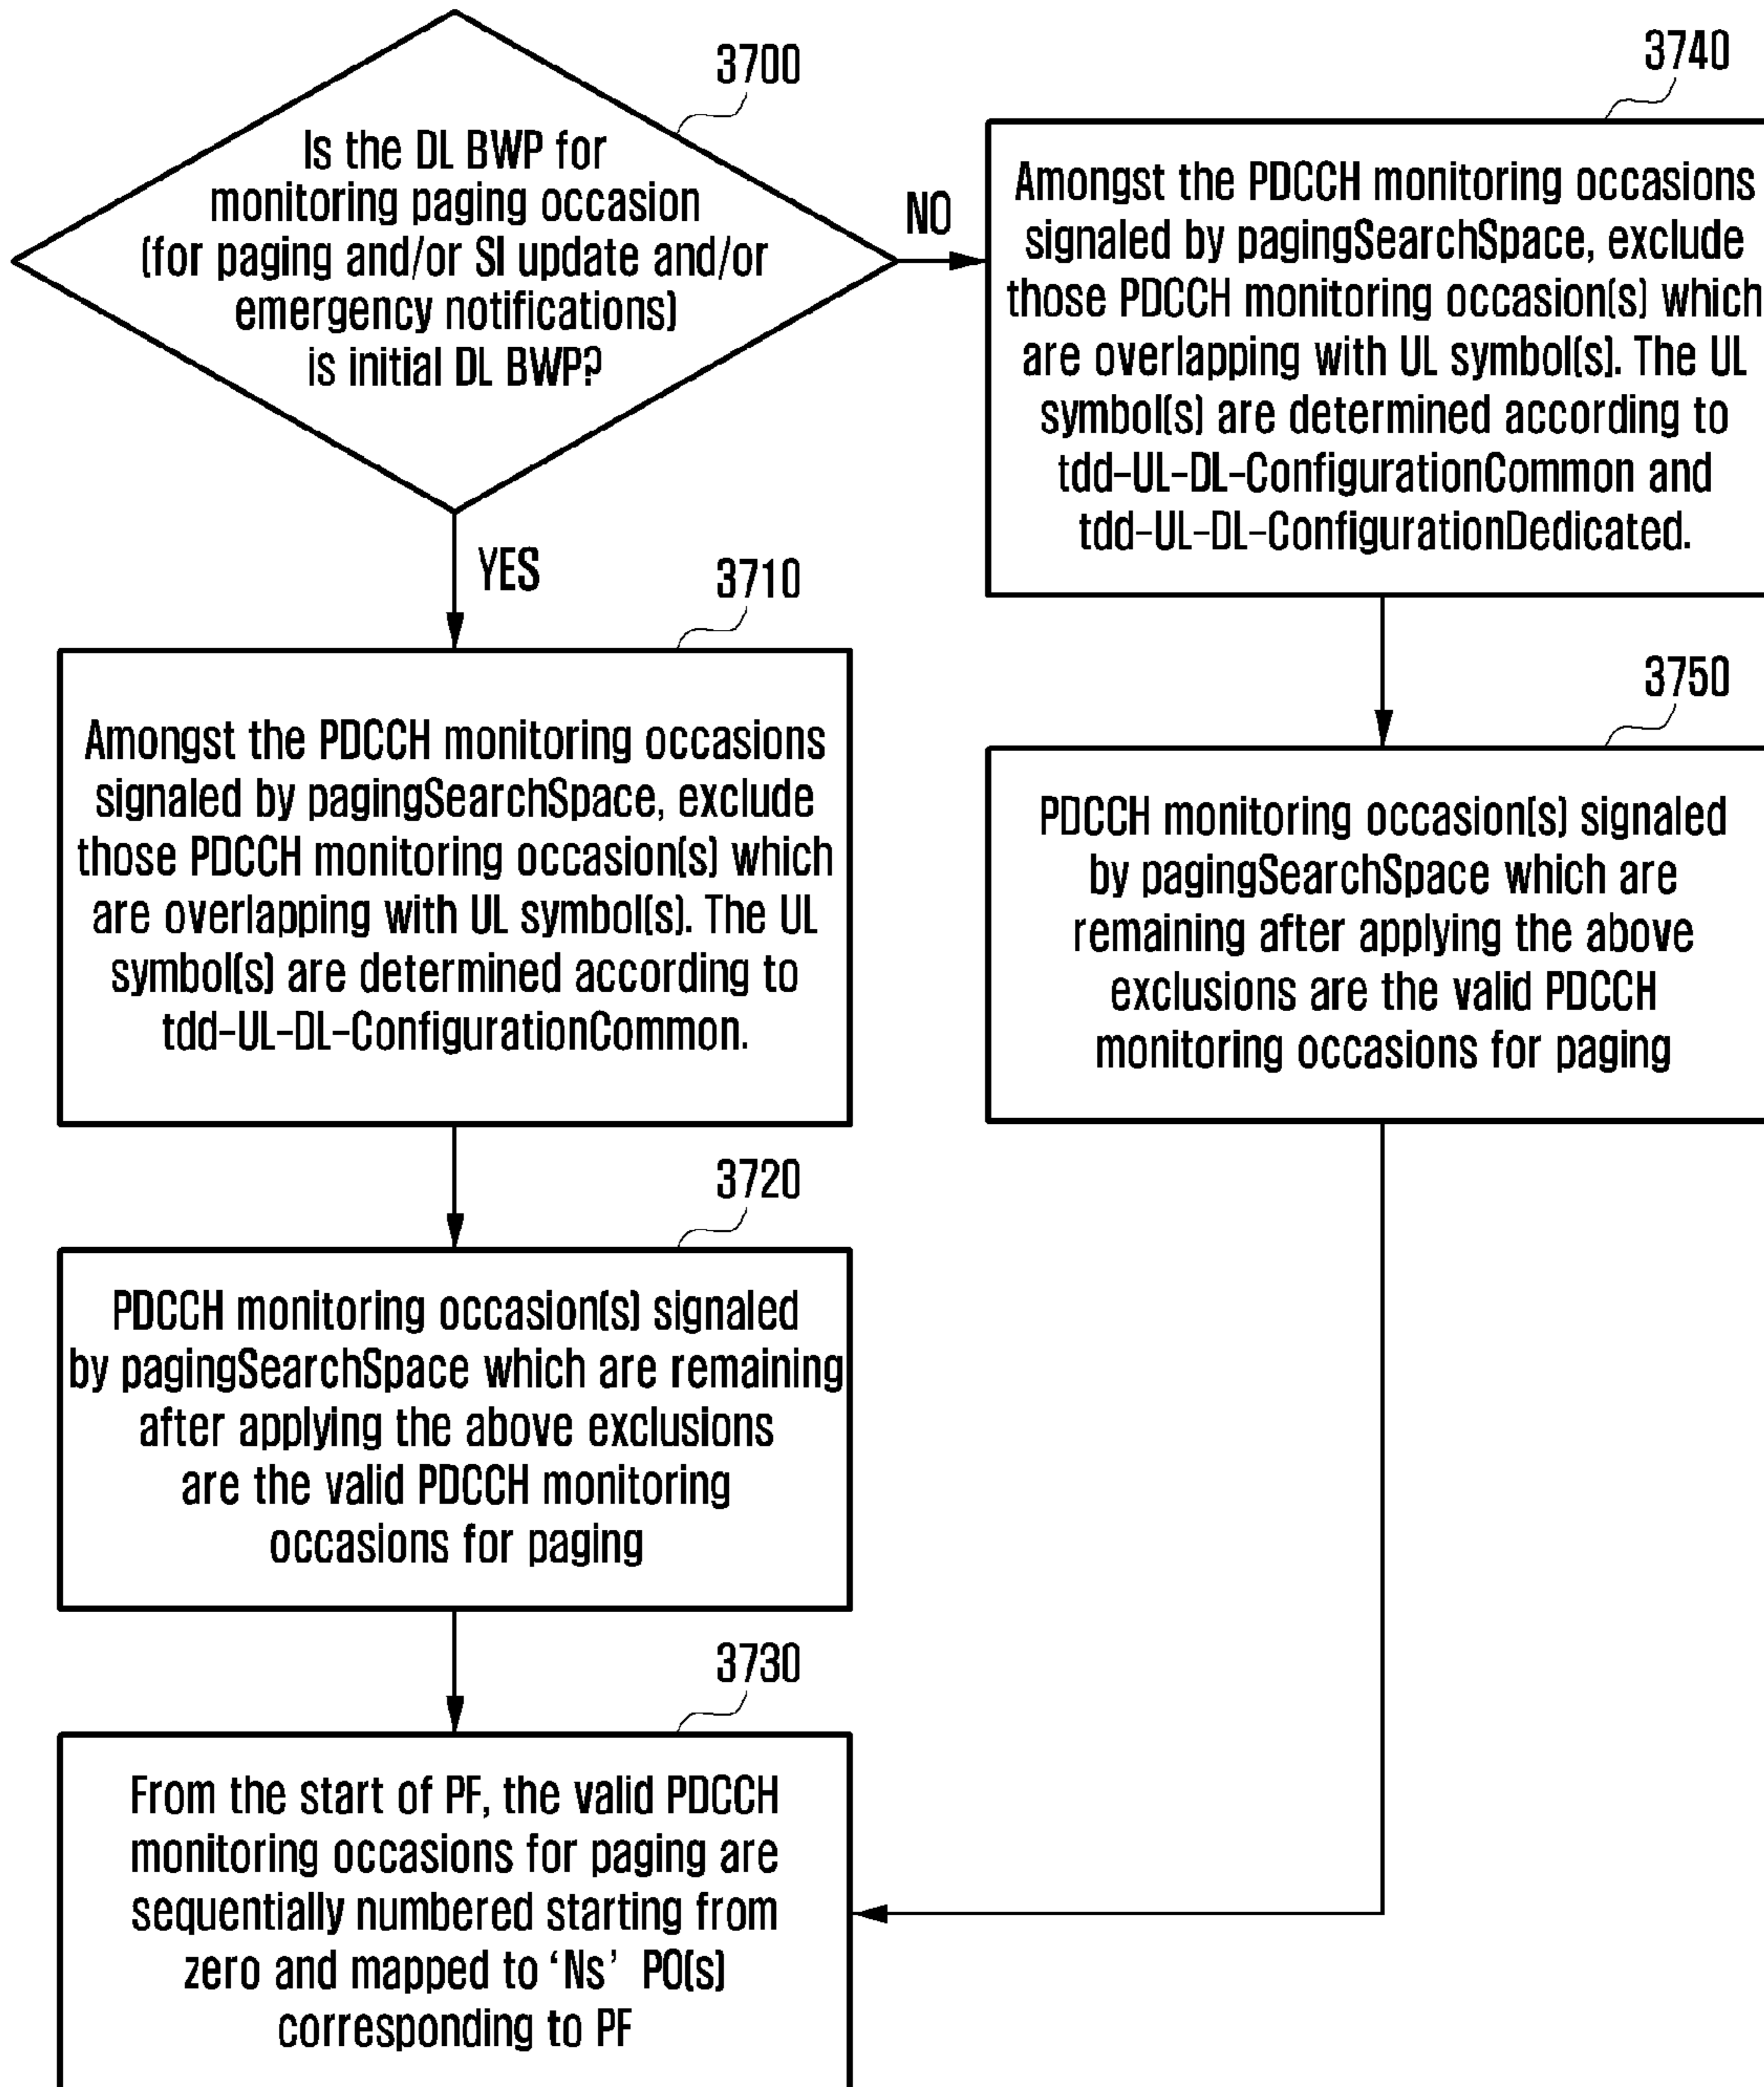 3700
Is the DL BWP for
monitoring paging occasion
(for paging and/or SI update and/or
emergency notifications)
is initial DL BWP?
NO
YES
3740
Amongst the PDCCH monitoring occasions
signaled by pagingSearchSpace, exclude
those PDCCH monitoring occasion(s) which
are overlapping with UL symbol(s). The UL
symbol(s) are determined according to
tdd-UL-DL-ConfigurationCommon and
tdd-UL-DL-ConfigurationDedicated.
3710
Amongst the PDCCH monitoring occasions
signaled by pagingSearchSpace, exclude
those PDCCH monitoring occasion(s) which
are overlapping with UL symbol(s). The UL
symbol(s) are determined according to
tdd-UL-DL-ConfigurationCommon.
3750
PDCCH monitoring occasion(s) signaled
by pagingSearchSpace which are
remaining after applying the above
exclusions are the valid PDCCH
monitoring occasions for paging
3720
PDCCH monitoring occasion(s) signaled
by pagingSearchSpace which are remaining
after applying the above exclusions
are the valid PDCCH monitoring
occasions for paging
3730
From the start of PF, the valid PDCCH
monitoring occasions for paging are
sequentially numbered starting from
zero and mapped to ‘Ns’ PO(s)
corresponding to PF